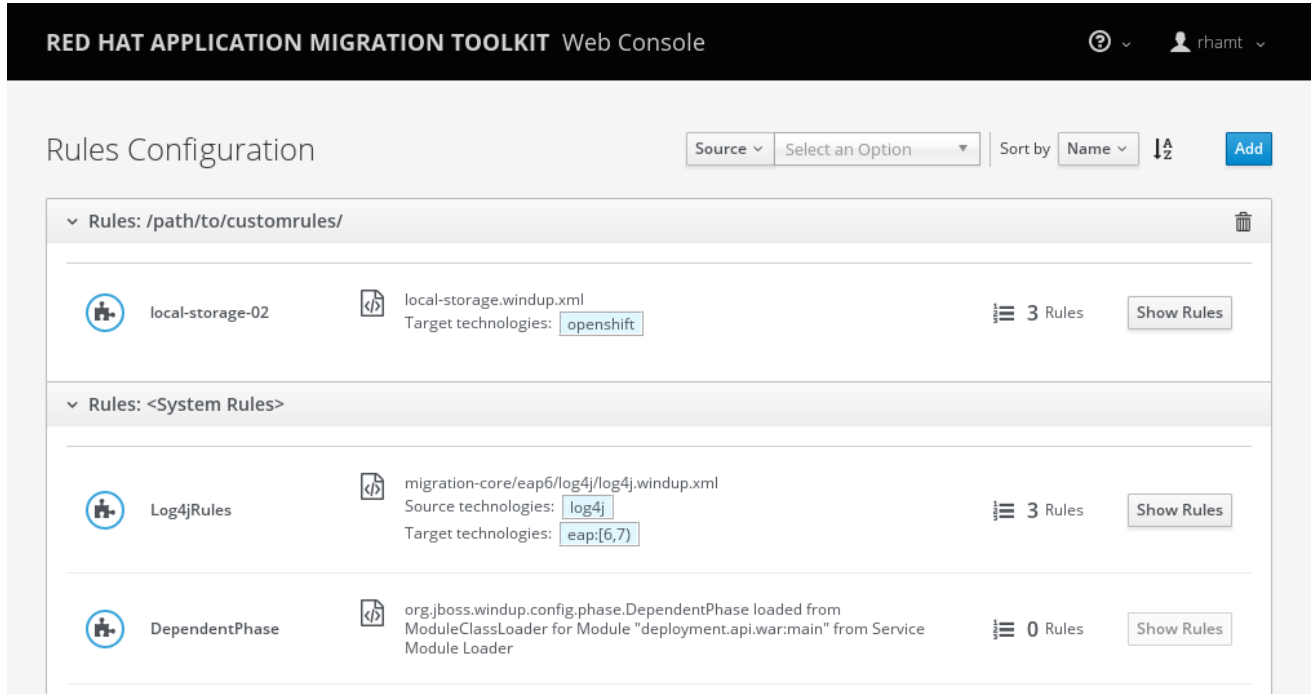 RED HAT APPLICATION MIGRATION TOOLKIT Web Console
rhamt
Rules Configuration
Source
Select an Option
Sort by
Name
Add
Rules: /path/to/customrules/
local-storage-02
local-storage.windup.xml
Target technologies: openshift
3 Rules
Show Rules
Rules: <System Rules>
Log4jRules
migration-core/eap6/log4j/log4j.windup.xml
Source technologies: log4j
Target technologies: eap:[6,7)
3 Rules
Show Rules
DependentPhase
org.jboss.windup.config.phase.DependentPhase loaded from
ModuleClassLoader for Module "deployment.api.war:main" from Service
Module Loader
0 Rules
Show Rules